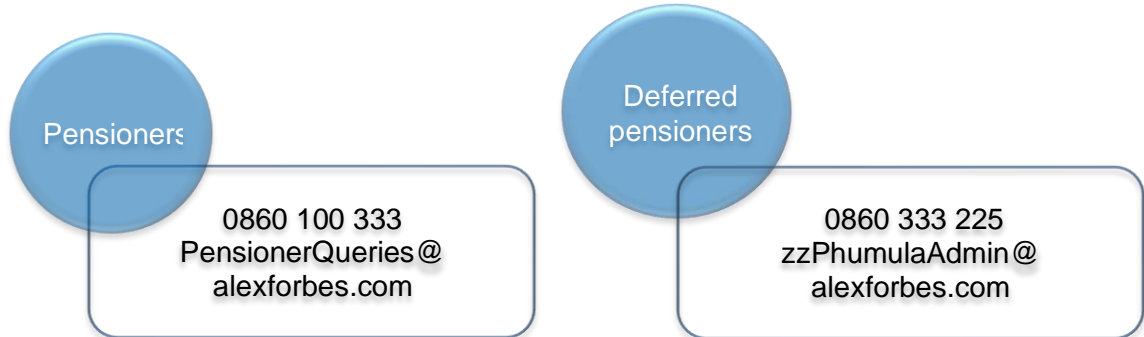 Pensioners
0860 100 333
PensionerQueries@
alexforbes.com
Deferred
pensioners
0860 333 225
zzPhumulaAdmin@
alexforbes.com